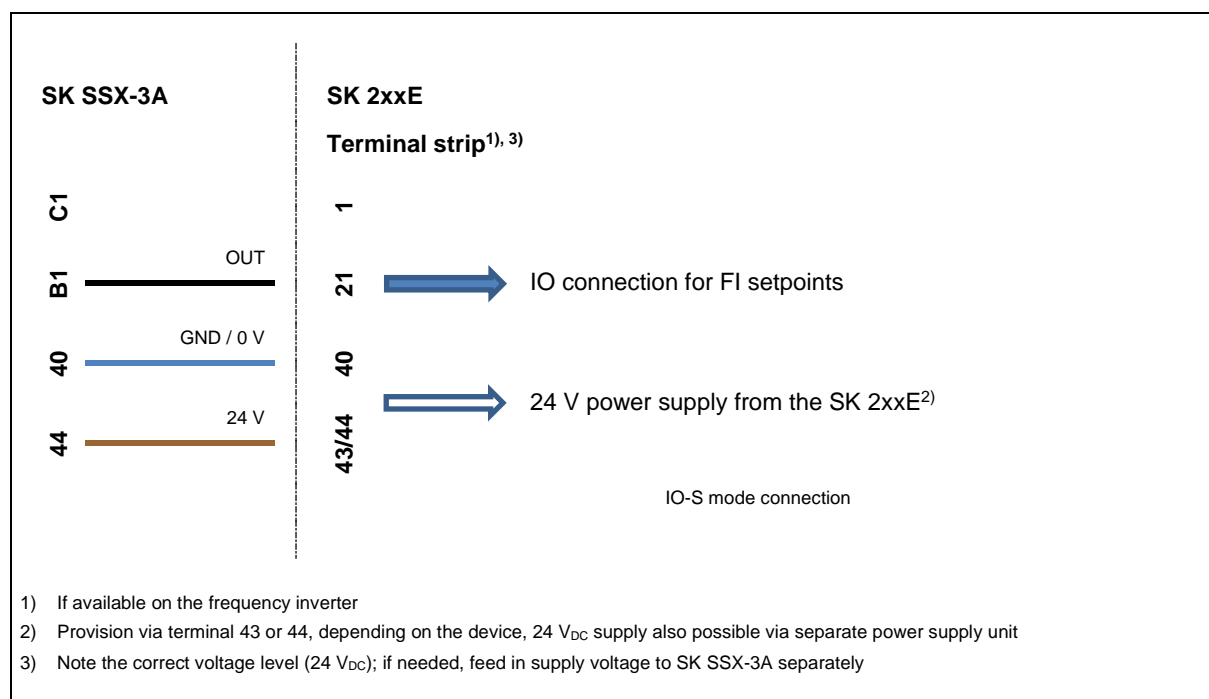 SK SSX-3A
SK 2xxE
Terminal strip1), 3)
C1
1
OUT
B1
21
IO connection for FI setpoints
GND / 0 V
40
40
24 V power supply from the SK 2xxE2)
24 V
44
43/44
IO-S mode connection
1) If available on the frequency inverter
2) Provision via terminal 43 or 44, depending on the device, 24 VDC supply also possible via separate power supply unit
3) Note the correct voltage level (24 VDC); if needed, feed in supply voltage to SK SSX-3A separately